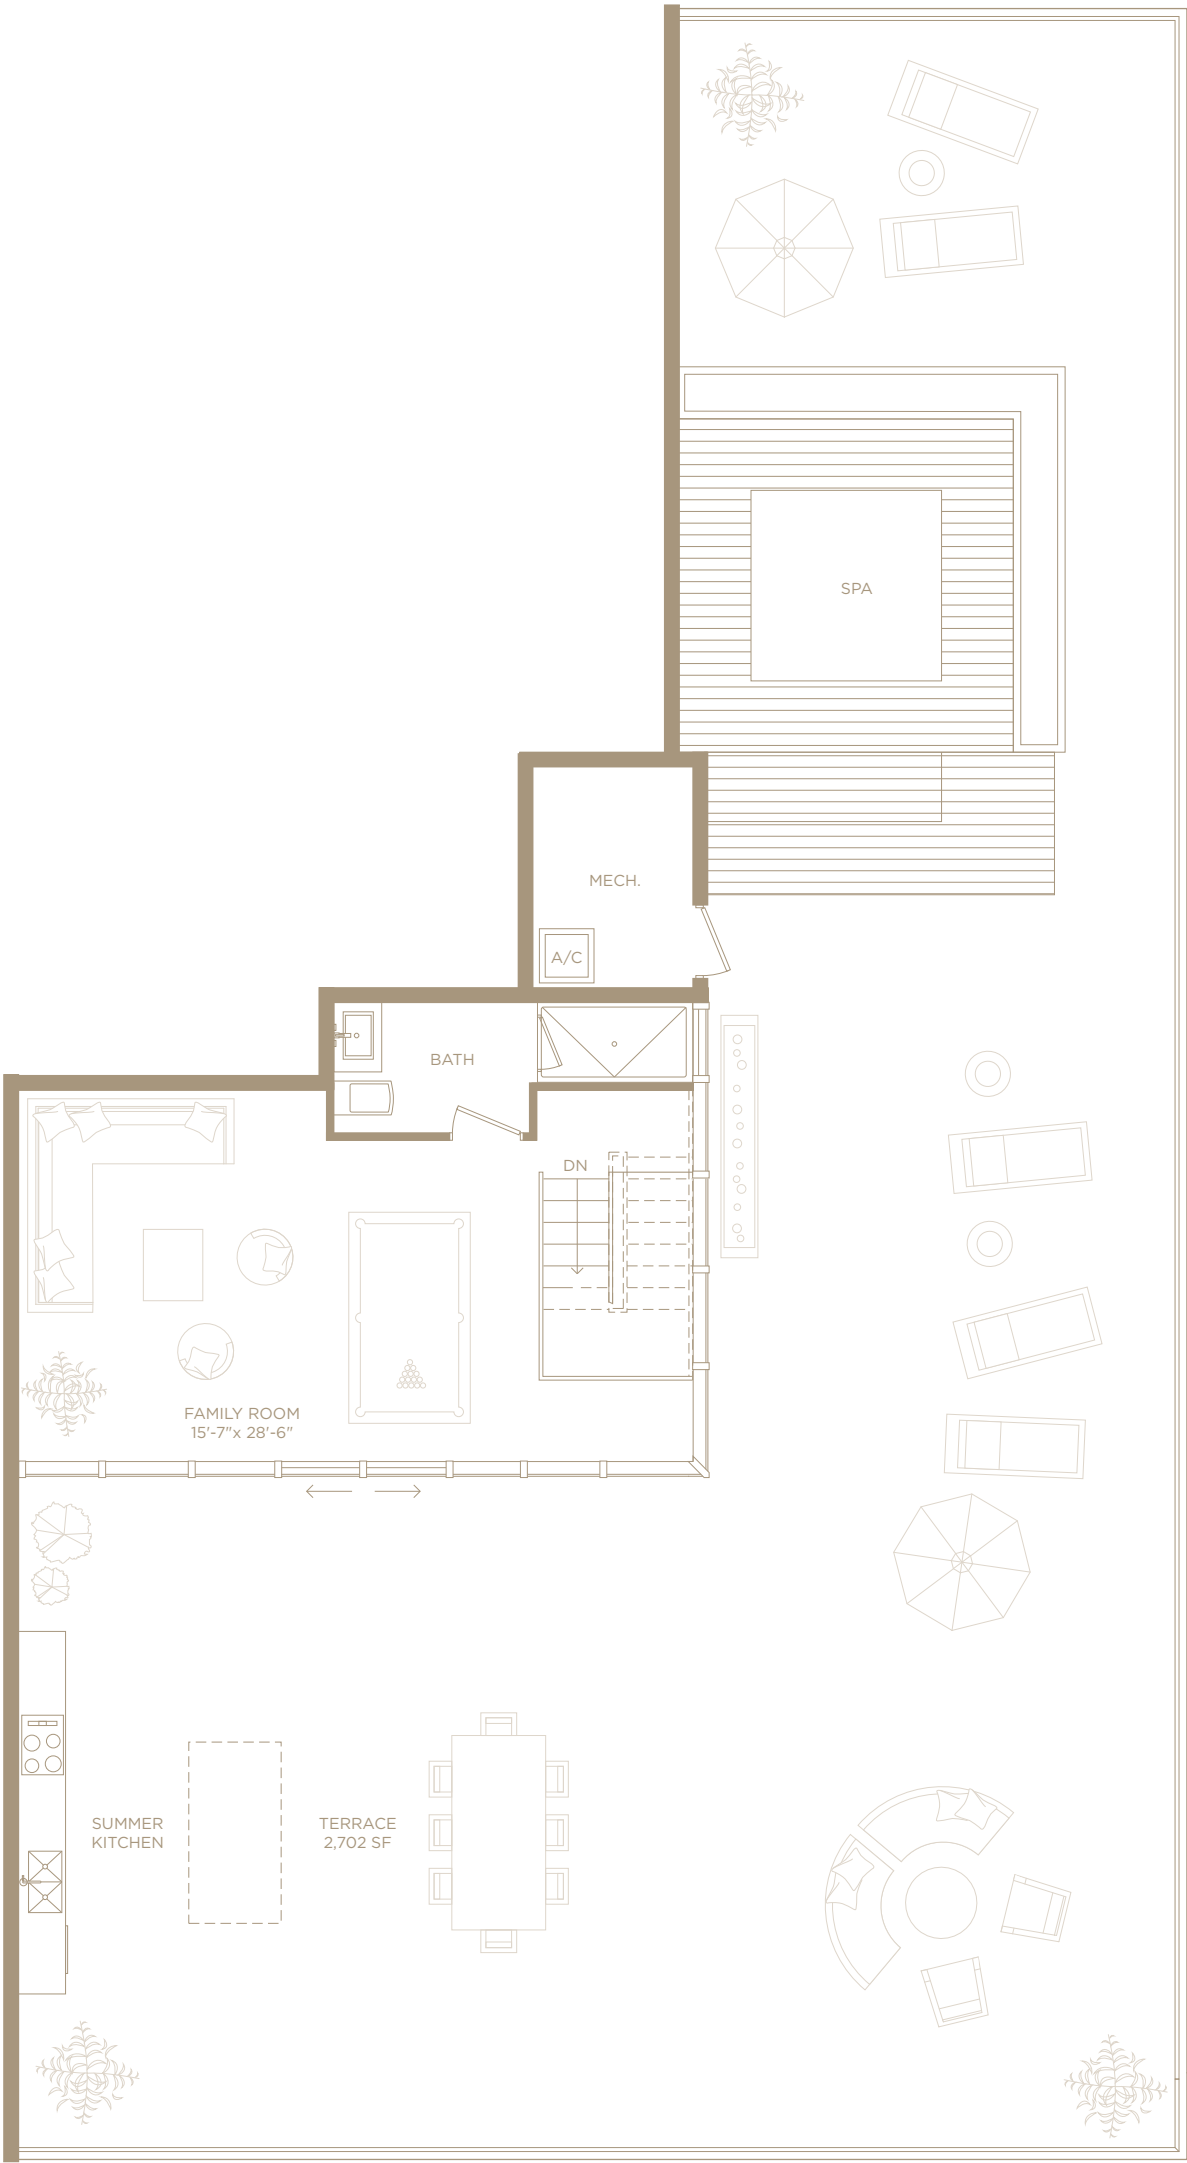 SPA
MECH.
A/C
BATH
DN
FAMILY ROOM
15'-7"x 28'-6"
SUMMER
KITCHEN
TERRACE
2,702 SF